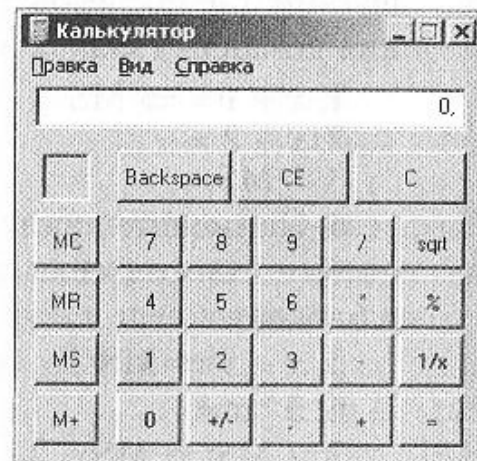 Калькулятор
Правка Вид Справка
0,
Backspace CE C
MC 7 8 9 / sqrt
MR 4 5 6 * %
MS 1 2 3 - 1/x
M+ 0 +/- , + =